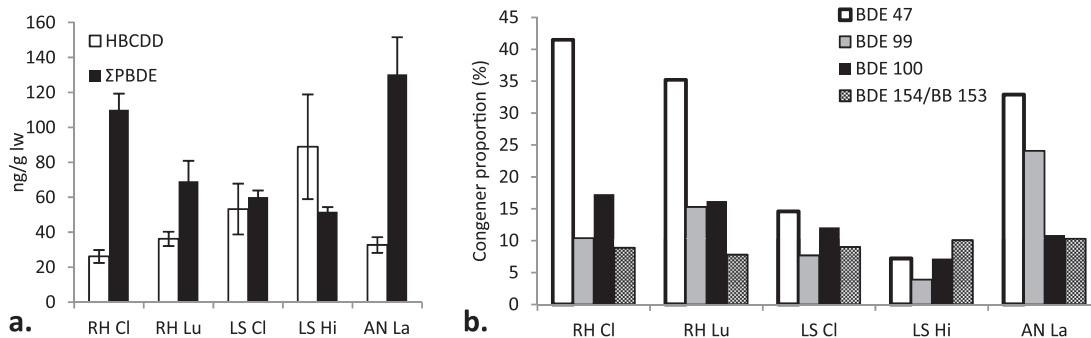 160
140
120
100
80
60
40
20
0
ng/g lw
HBCDD
ΣPBDE
RH Cl RH Lu LS Cl LS Hi AN La
a.
45
40
35
30
25
20
15
10
5
0
Congener proportion (%)
BDE 47
BDE 99
BDE 100
BDE 154/BB 153
RH Cl RH Lu LS Cl LS Hi AN La
b.